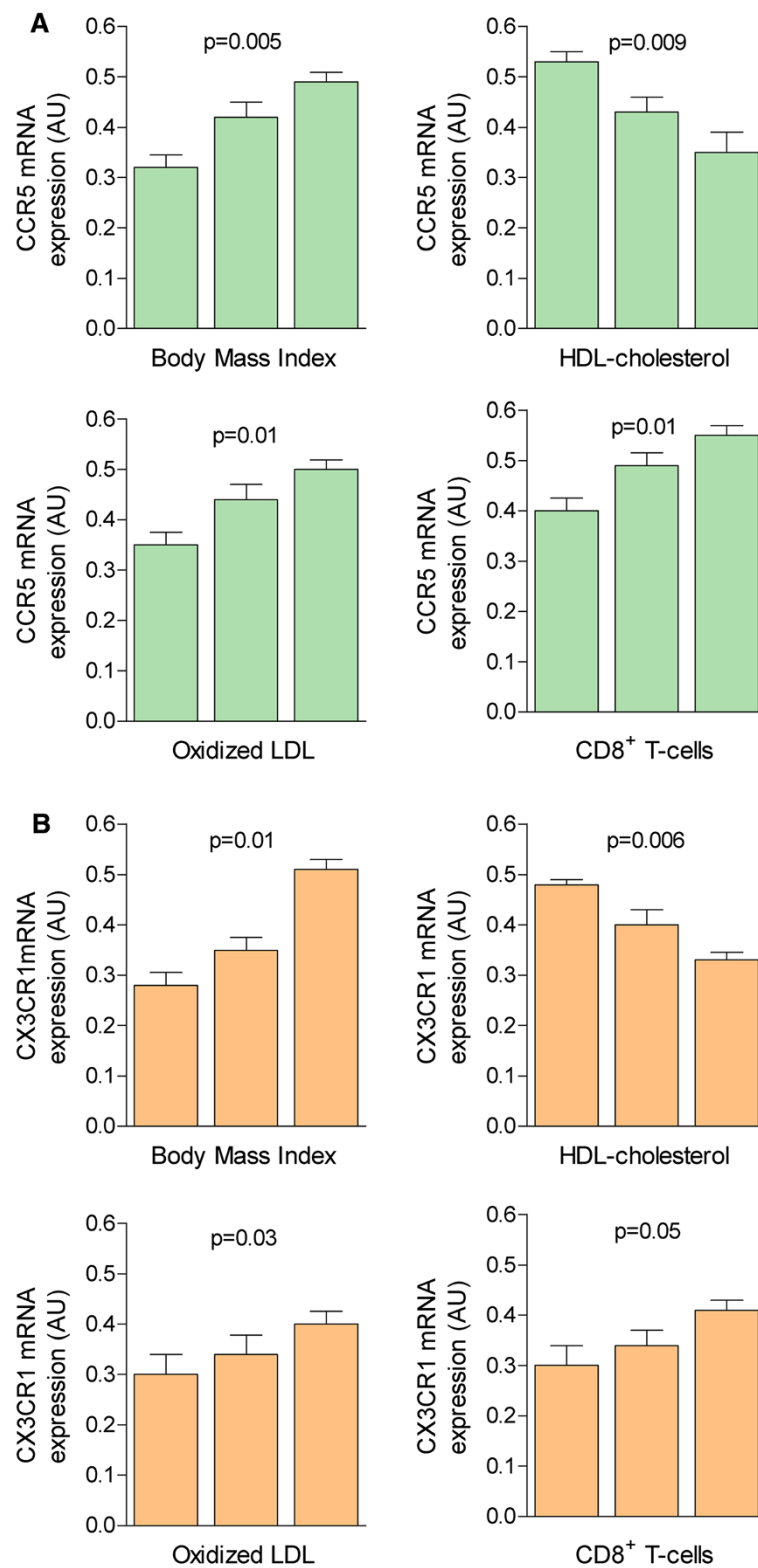 A
p=0.005
0.6
0.5
0.4
0.3
0.2
0.1
0.0
CCR5 mRNA
expression (AU)
Body Mass Index
p=0.009
0.6
0.5
0.4
0.3
0.2
0.1
0.0
CCR5 mRNA
expression (AU)
HDL-cholesterol
p=0.01
0.6
0.5
0.4
0.3
0.2
0.1
0.0
CCR5 mRNA
expression (AU)
Oxidized LDL
p=0.01
0.6
0.5
0.4
0.3
0.2
0.1
0.0
CCR5 mRNA
expression (AU)
CD8⁺ T-cells
B
p=0.01
0.6
0.5
0.4
0.3
0.2
0.1
0.0
CX3CR1mRNA
expression (AU)
Body Mass Index
p=0.006
0.6
0.5
0.4
0.3
0.2
0.1
0.0
CX3CR1 mRNA
expression (AU)
HDL-cholesterol
p=0.03
0.6
0.5
0.4
0.3
0.2
0.1
0.0
CX3CR1 mRNA
expression (AU)
Oxidized LDL
p=0.05
0.6
0.5
0.4
0.3
0.2
0.1
0.0
CX3CR1 mRNA
expression (AU)
CD8⁺ T-cells